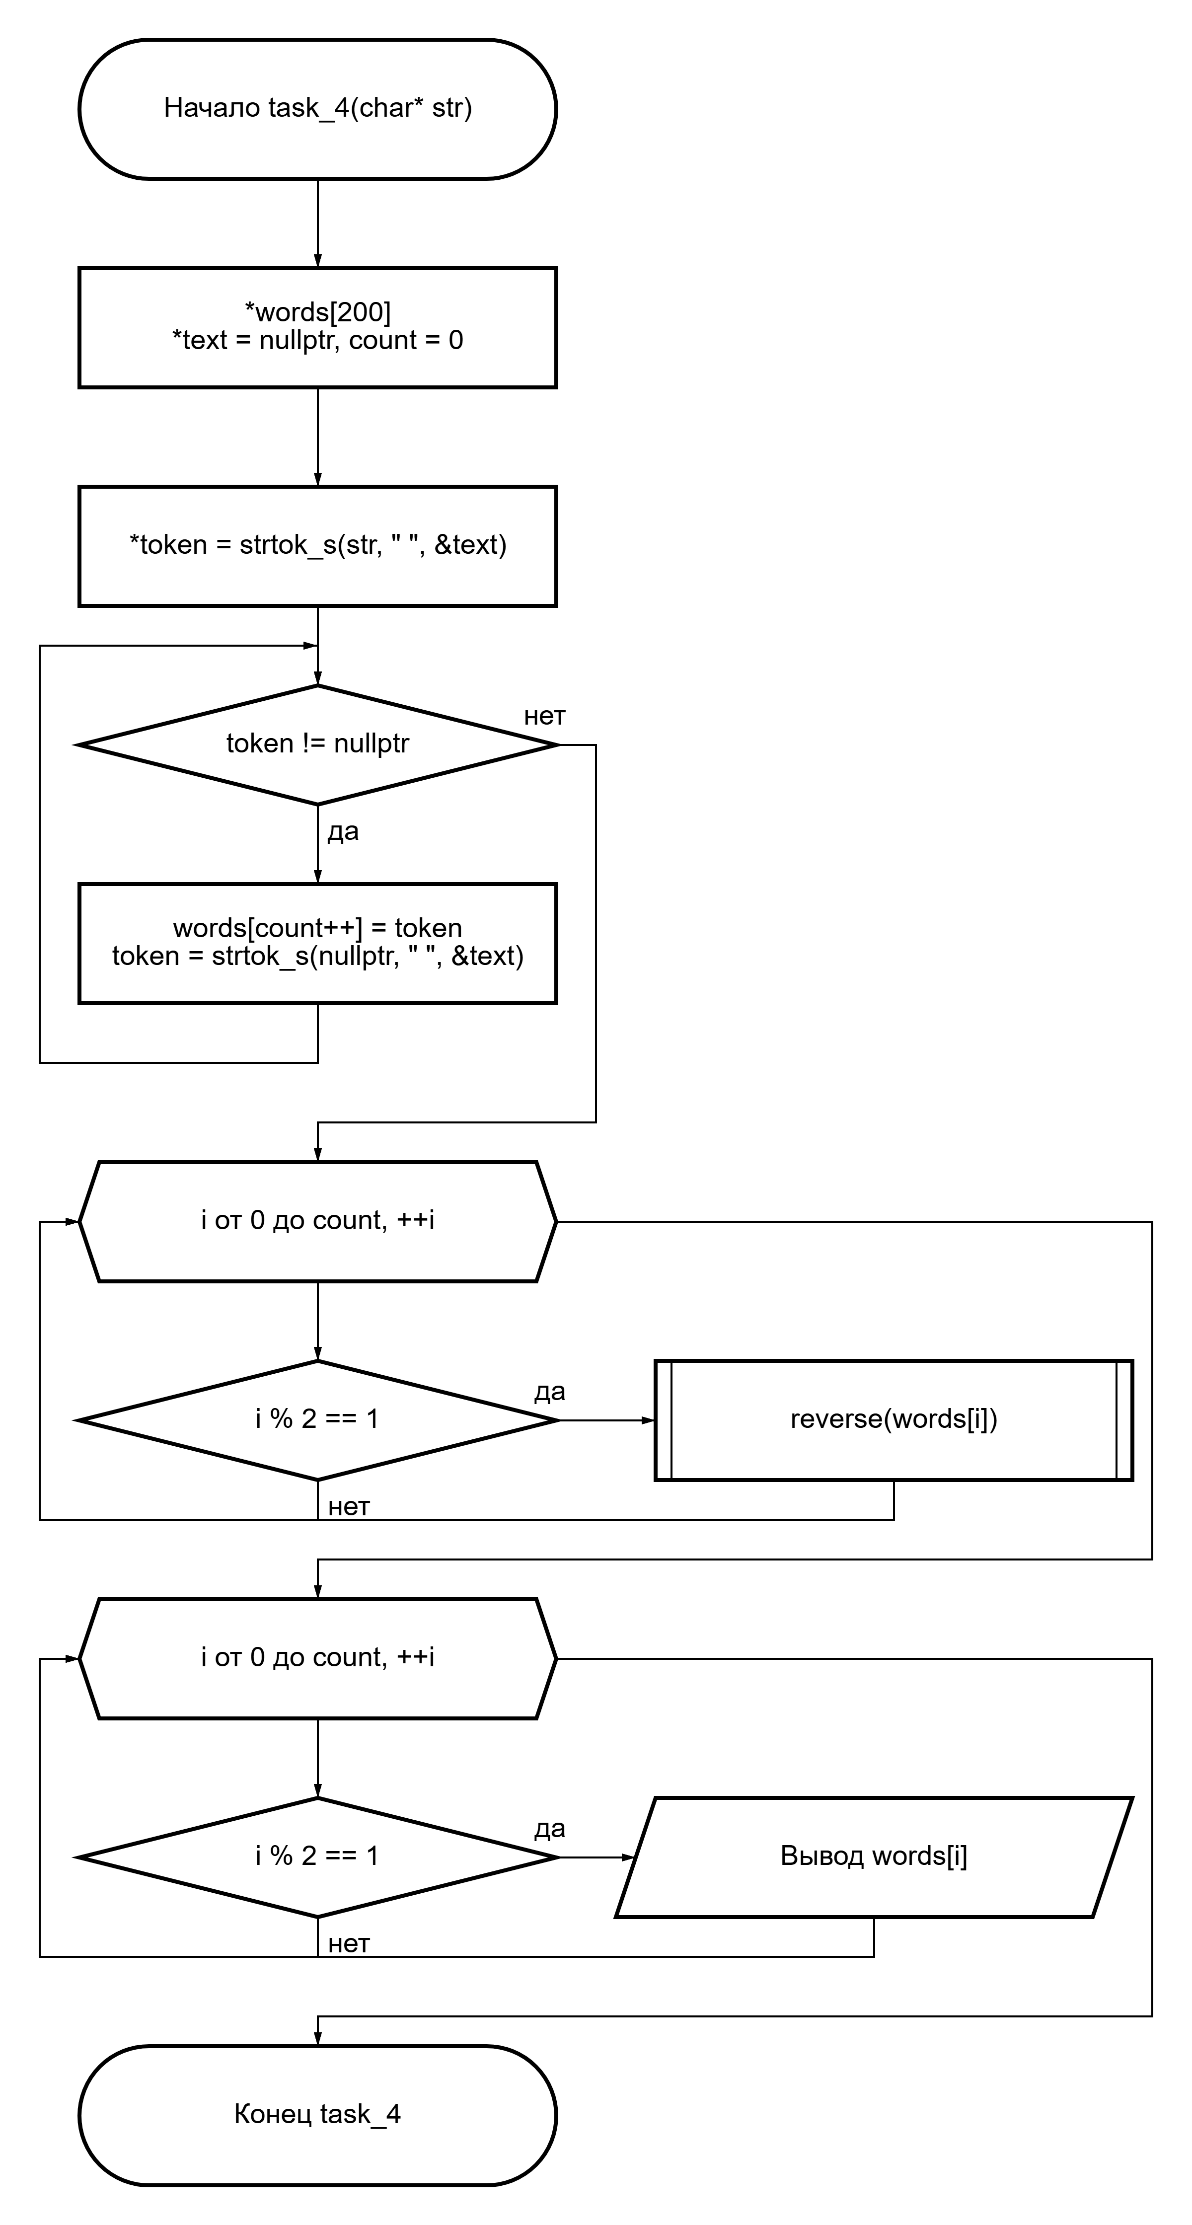 Начало task_4(char* str)
*words[200]
*text = nullptr, count = 0
*token = strtok_s(str, " ", &text)
нет
token != nullptr
да
words[count++] = token
token = strtok_s(nullptr, " ", &text)
i от 0 до count, ++i
да
i % 2 == 1
reverse(words[i])
нет
i от 0 до count, ++i
да
i % 2 == 1
Вывод words[i]
нет
Конец task_4